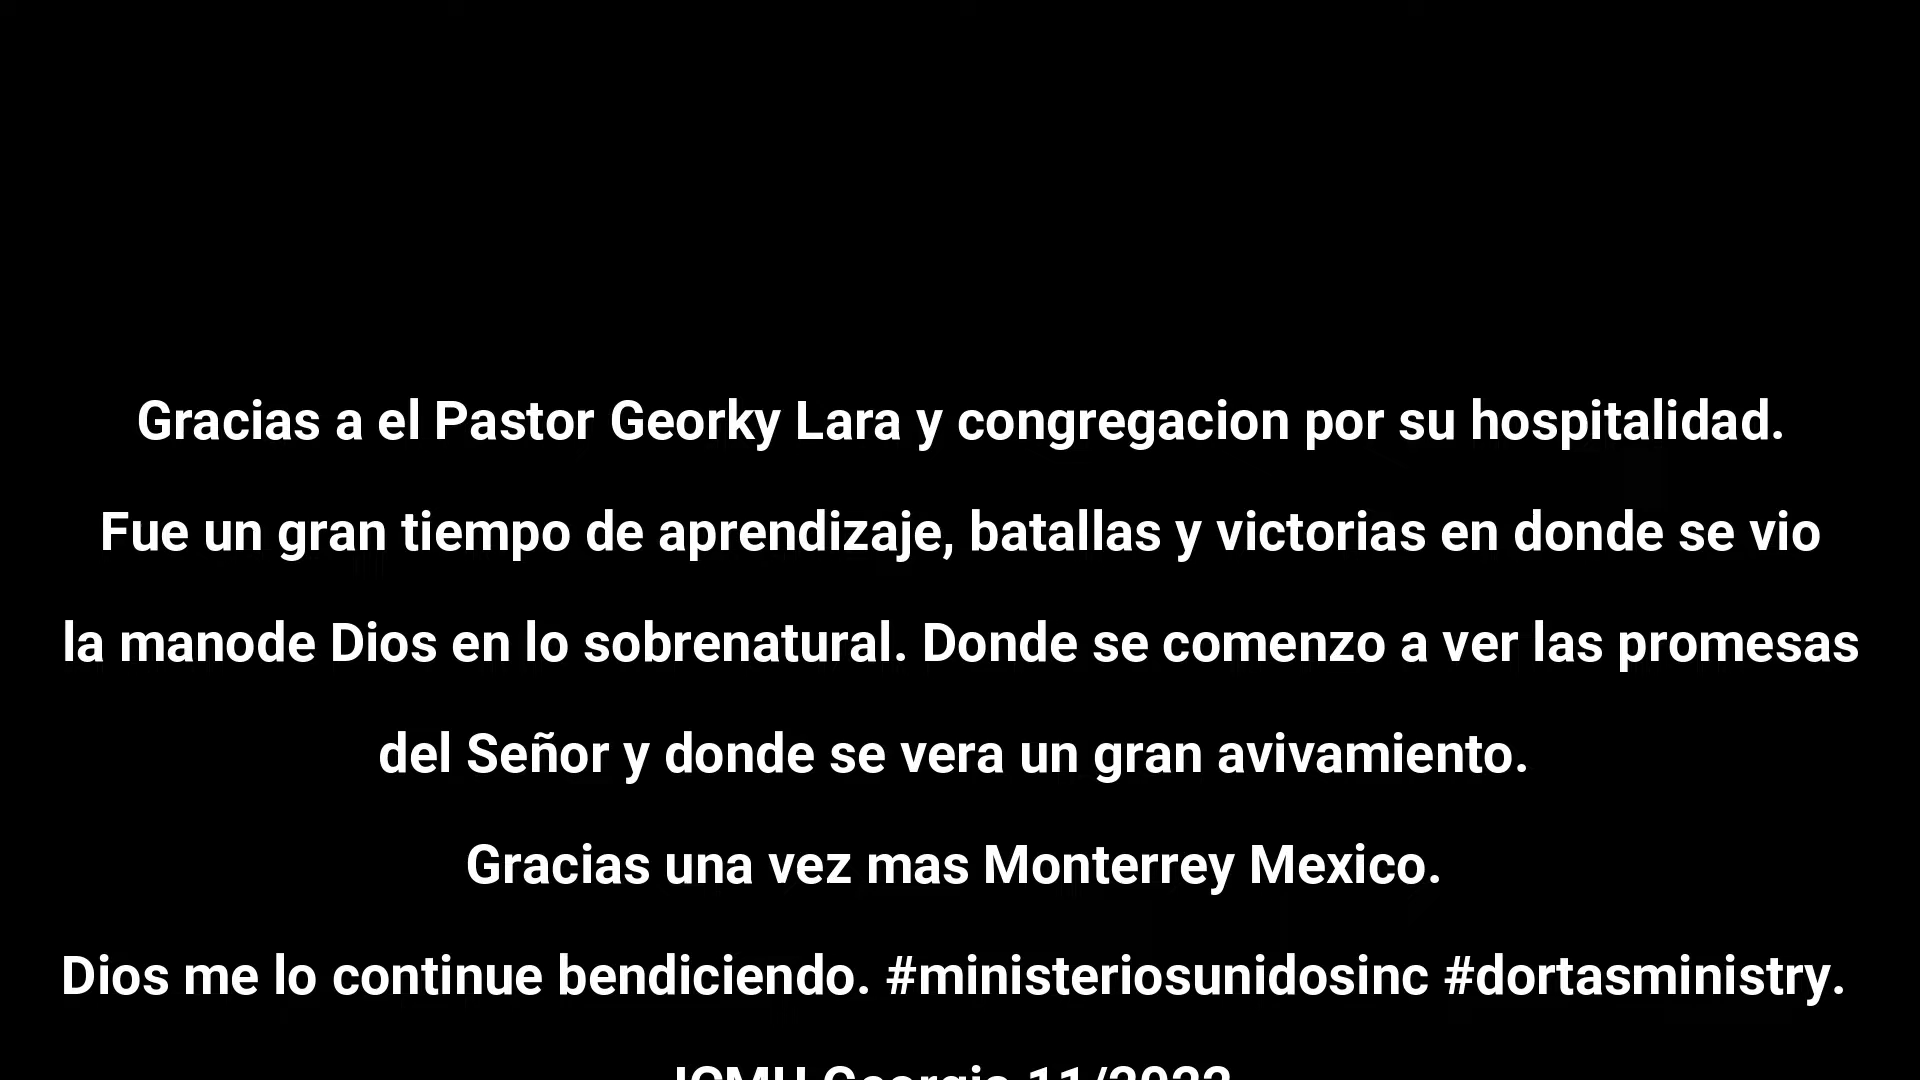 Gracias a el Pastor Georky Lara y congregacion por su hospitalidad.
Fue un gran tiempo de aprendizaje, batallas y victorias en donde se vio
la manode Dios en lo sobrenatural. Donde se comenzo a ver las promesas
del Señor y donde se vera un gran avivamiento.
Gracias una vez mas Monterrey Mexico.
Dios me lo continue bendiciendo. #ministeriosunidosinc #dortasministry.
Georgia